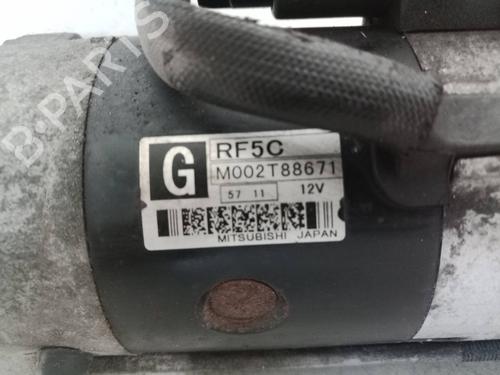 B-PARTS
G
RF5C
M002T88671
57 11 12V
MITSUBISHI JAPAN